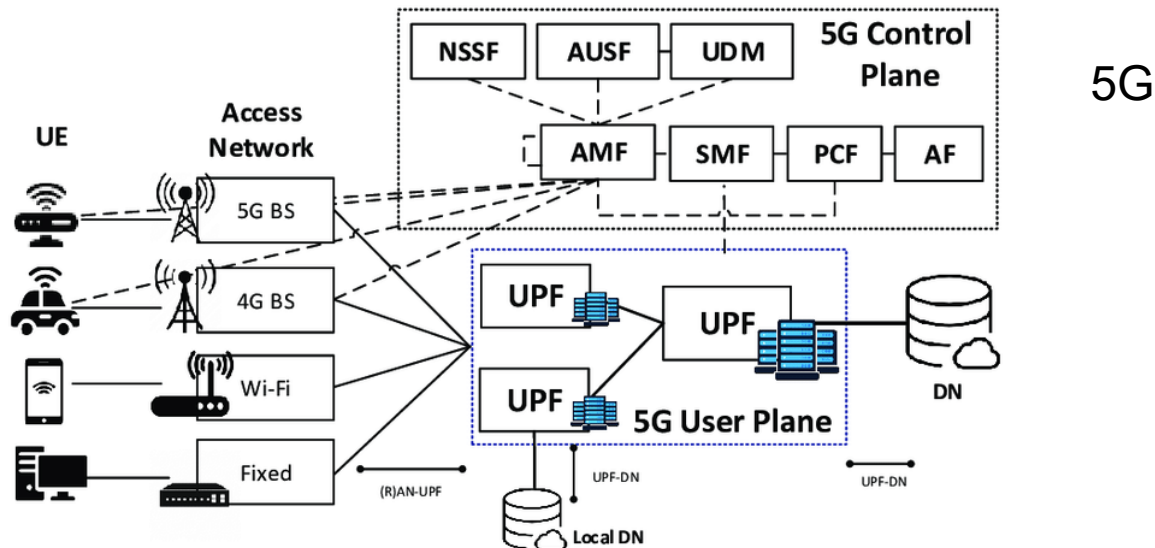 5G
NSSF
AUSF
UDM
5G Control
Plane
AMF
SMF
PCF
AF
UE
Access
Network
5G BS
4G BS
Wi-Fi
Fixed
UPF
UPF
UPF
5G User Plane
DN
(R)AN-UPF
UPF-DN
UPF-DN
Local DN